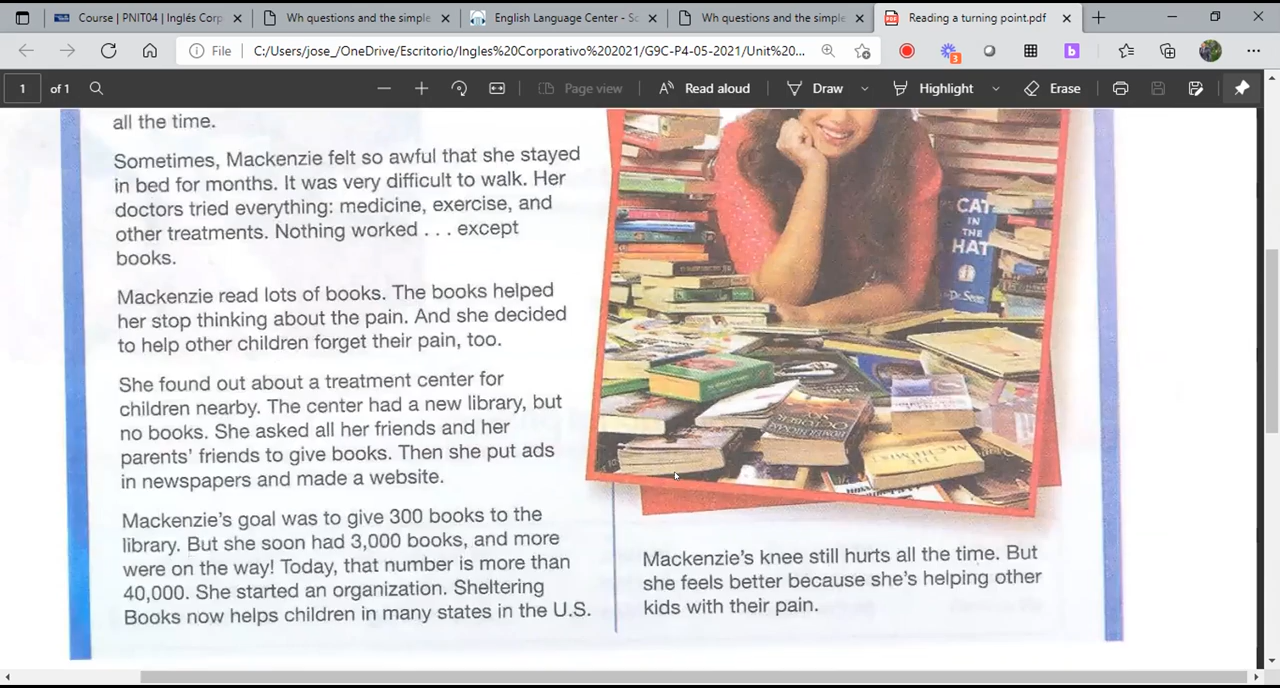 Course | PNIT04 | Inglés Corp
Wh questions and the simple
English Language Center - Sc
Wh questions and the simple
Reading a turning point.pdf
File
C:/Users/jose_/OneDrive/Escritorio/Ingles%20Corporativo%202021/G9C-P4-05-2021/Unit%20...
3
b
1 of 1
Page view
Read aloud
Draw
Highlight
Erase
all the time.
Sometimes, Mackenzie felt so awful that she stayed
in bed for months. It was very difficult to walk. Her
doctors tried everything: medicine, exercise, and
other treatments. Nothing worked . . . except
books.
Mackenzie read lots of books. The books helped
her stop thinking about the pain. And she decided
to help other children forget their pain, too.
She found out about a treatment center for
children nearby. The center had a new library, but
no books. She asked all her friends and her
parents' friends to give books. Then she put ads
in newspapers and made a website.
Mackenzie's goal was to give 300 books to the
library. But she soon had 3,000 books, and more
were on the way! Today, that number is more than
40,000. She started an organization. Sheltering
Books now helps children in many states in the U.S.
CAT
IN
THE
HAT
Dr. Seuss
THE
ALCHEMIST
Mackenzie's knee still hurts all the time. But
she feels better because she's helping other
kids with their pain.